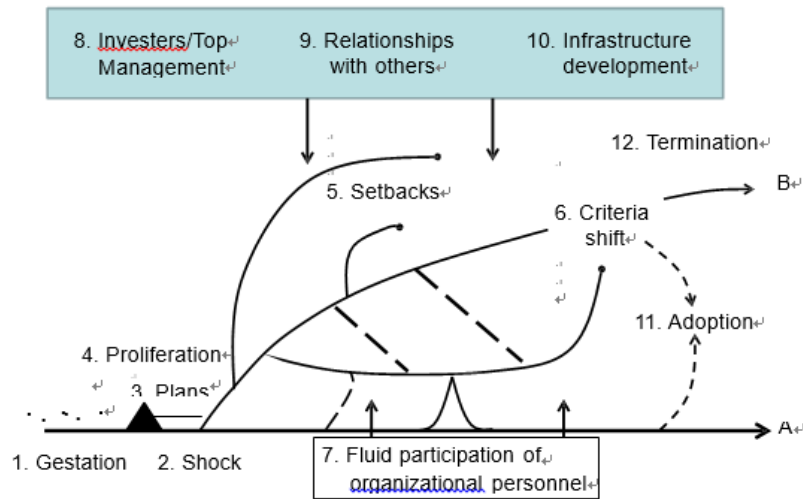 8. Investers/Top
Management
9. Relationships
with others
10. Infrastructure
development
12. Termination
B
5. Setbacks
6. Criteria
shift
11. Adoption
4. Proliferation
3. Plans
A
1. Gestation
2. Shock
7. Fluid participation of
organizational personnel